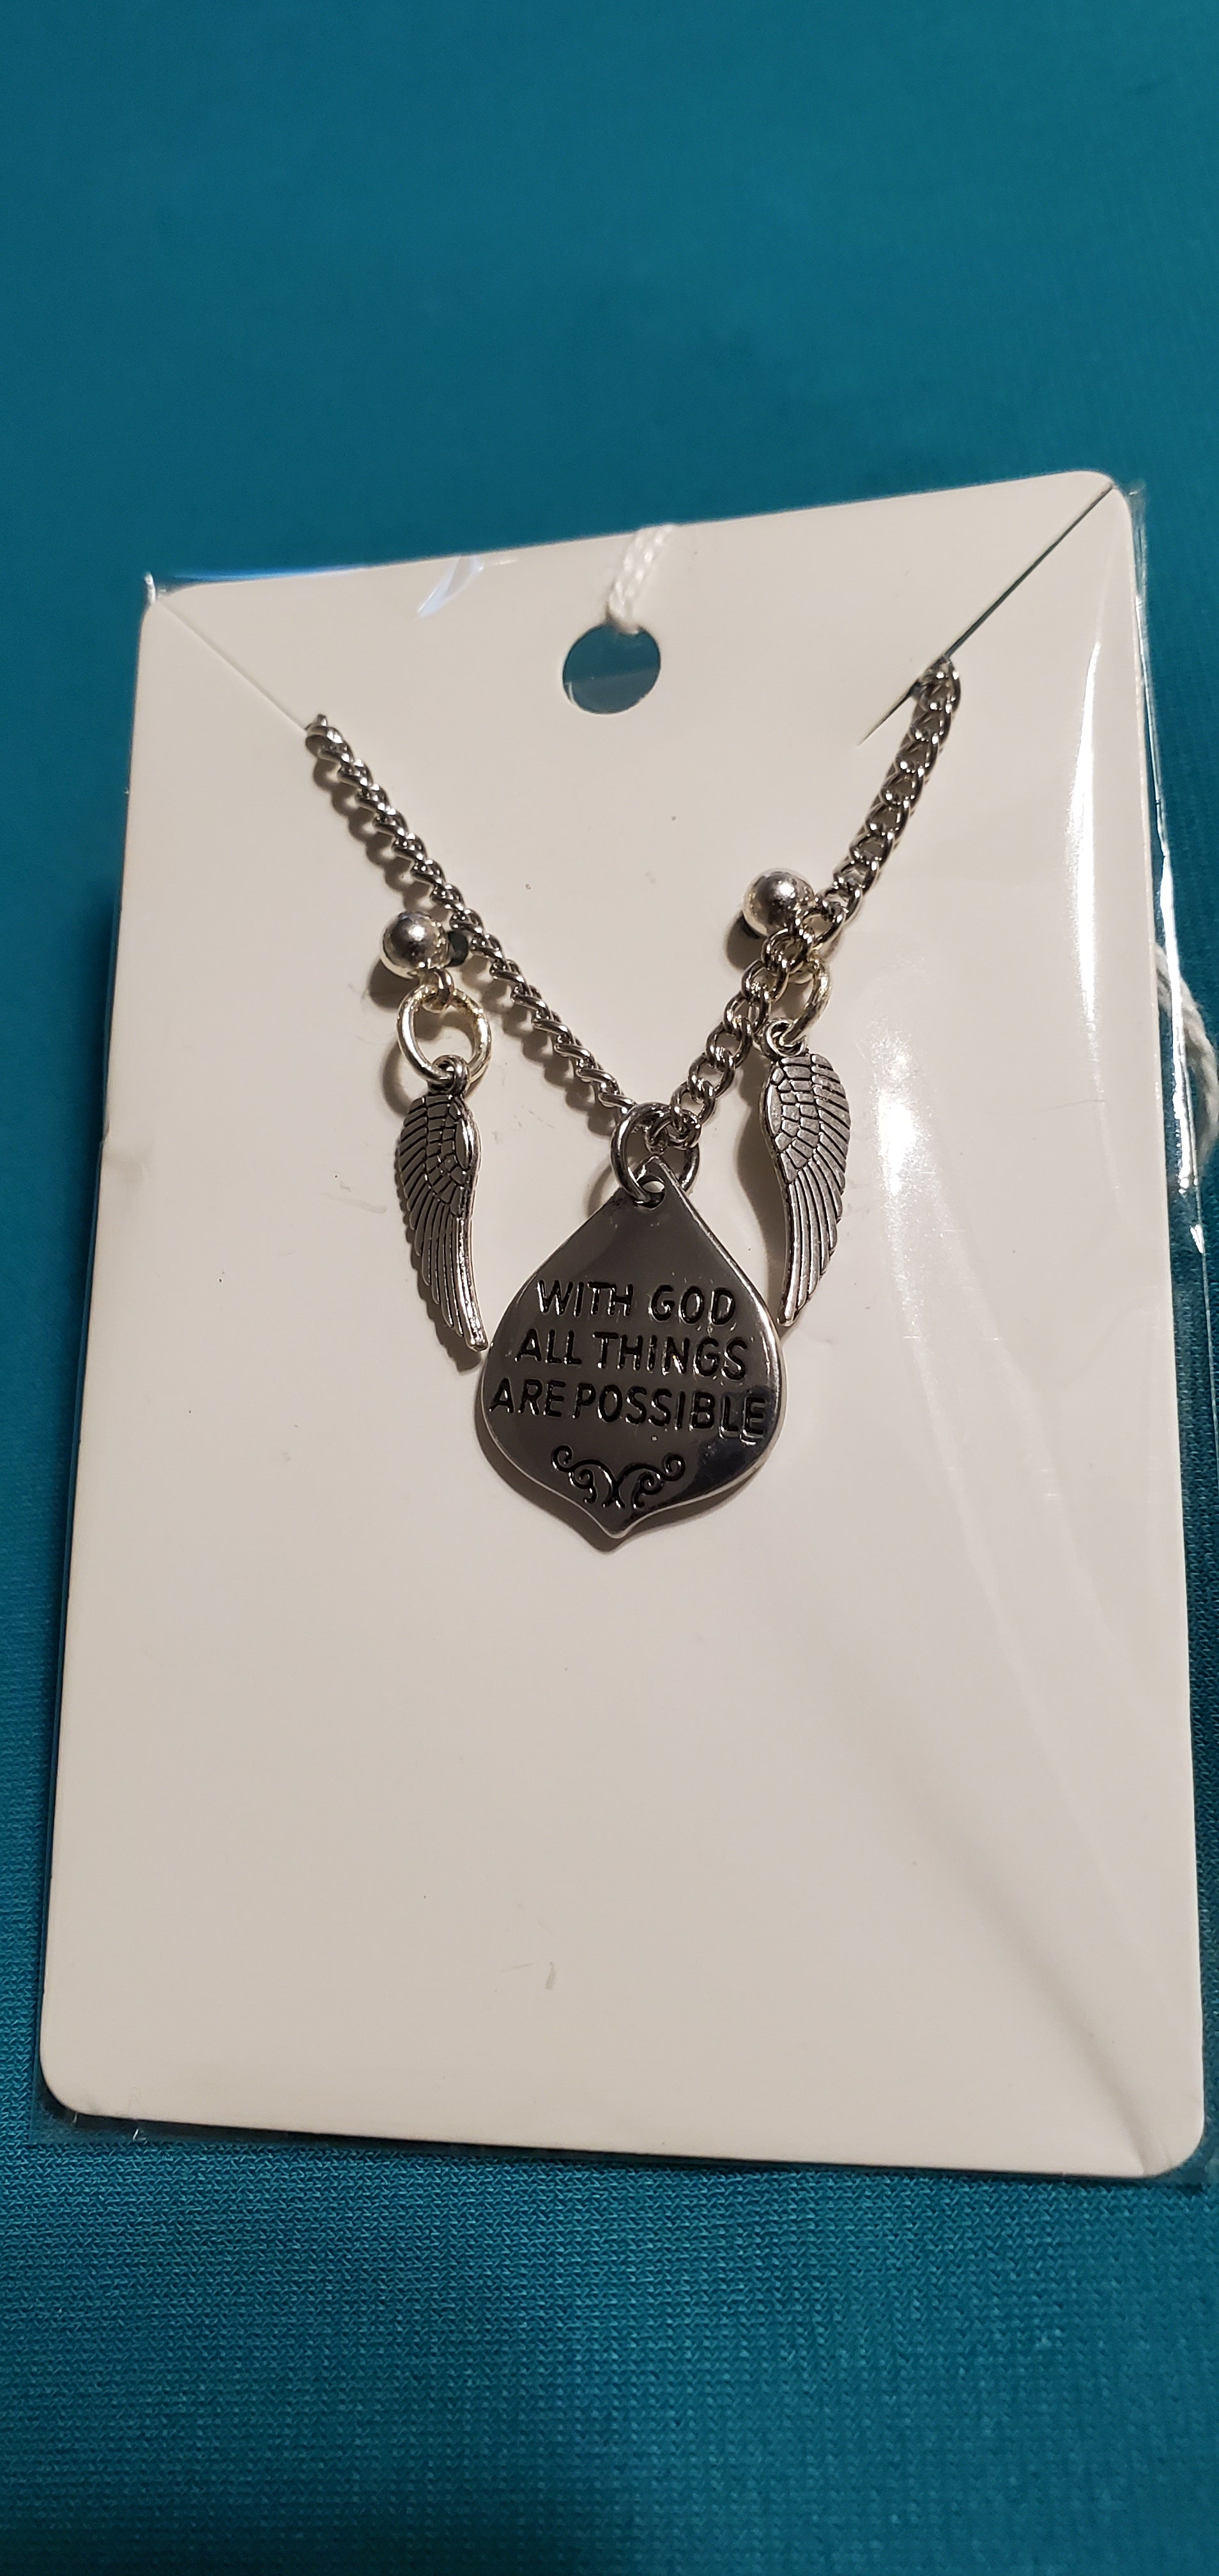 WITH GOD
ALL THINGS
ARE POSSIBLE